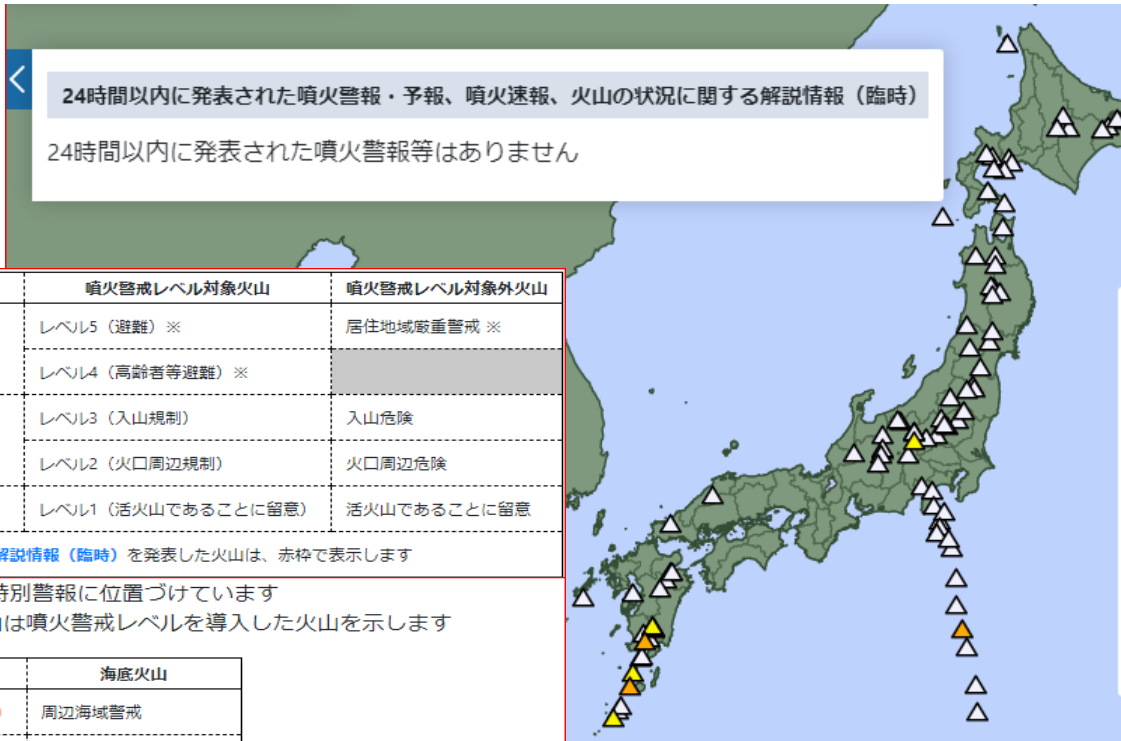 24時間以内に発表された噴火警報・予報、噴火速報、火山の状況に関する解説情報（臨時）
24時間以内に発表された噴火警報等はありません
噴火警戒レベル対象火山 噴火警戒レベル対象外火山
レベル5（避難）※ 居住地域厳重警戒 ※
レベル4（高齢者等避難）※
レベル3（入山規制） 入山危険
レベル2（火口周辺規制） 火口周辺危険
レベル1（活火山であることに留意） 活火山であることに留意
解説情報（臨時）を発表した火山は、赤枠で表示します
特別警報に位置づけています
は噴火警戒レベルを導入した火山を示します
海底火山
周辺海域警戒